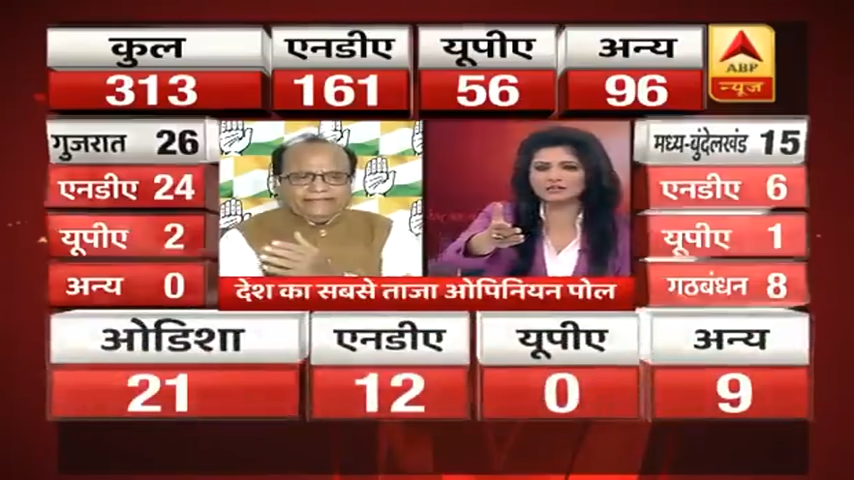 कुल एनडीए यूपीए अन्य
313 161 56 96
ABP
न्यूज़
गुजरात 26
एनडीए 24
यूपीए 2
अन्य 0
मध्य-बुंदेलखंड 15
एनडीए 6
यूपीए 1
गठबंधन 8
देश का सबसे ताजा ओपिनियन पोल
ओडिशा एनडीए यूपीए अन्य
21 12 0 9